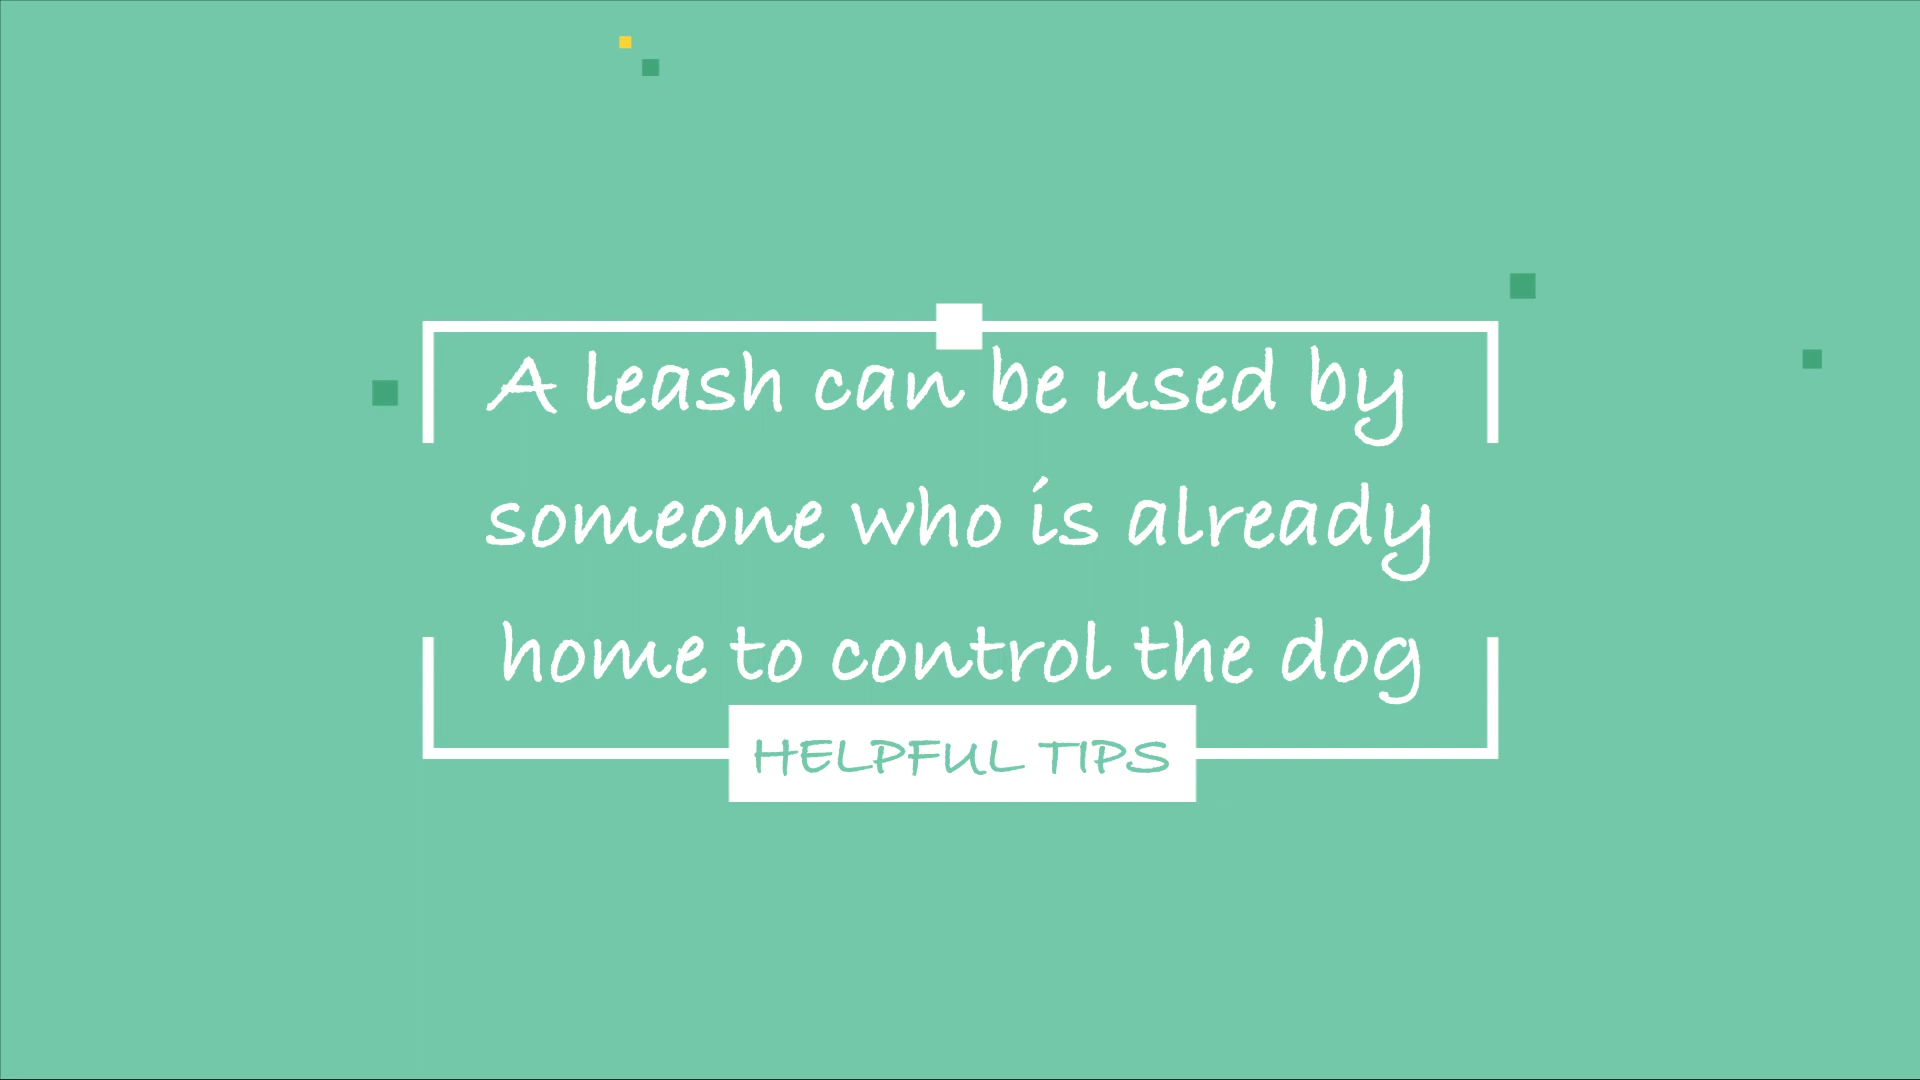 A leash can be used by
someone who is already
home to control the dog
HELPFUL TIPS